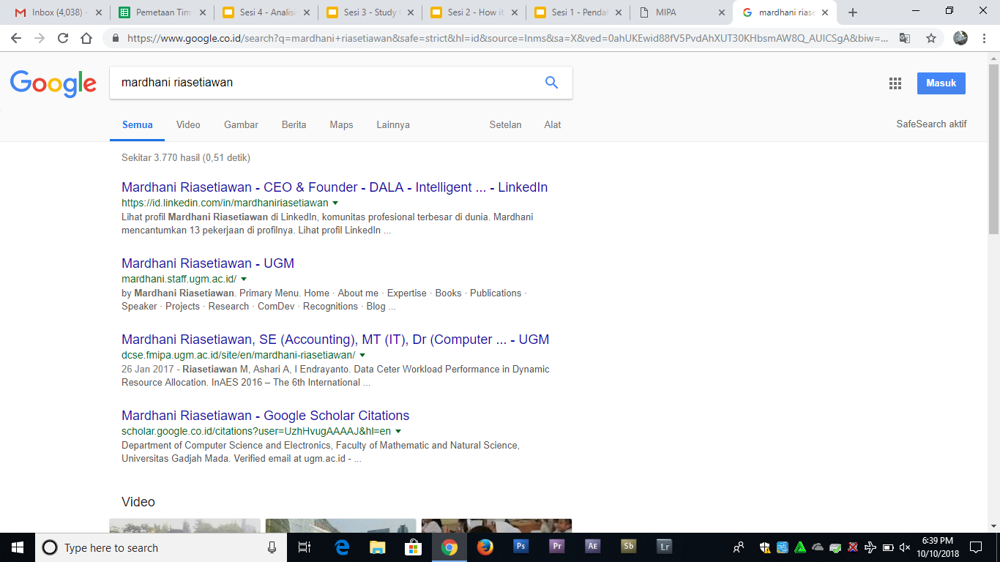 Inbox (4,038) -
Pemetaan Tim
Sesi 4 - Analisi
Sesi 3 - Study
Sesi 2 - How it
Sesi 1 - Pendal
MIPA
mardhani riase
https://www.google.co.id/search?q=mardhani+riasetiawan&safe=strict&hl=id&source=lnms&sa=X&ved=0ahUKEwid88fV5PvdAhXUT30KHbsmAW8Q_AUICSgA&biw=...
Google
mardhani riasetiawan
Masuk
Semua Video Gambar Berita Maps Lainnya Setelan Alat
SafeSearch aktif
Sekitar 3.770 hasil (0,51 detik)
Mardhani Riasetiawan - CEO & Founder - DALA - Intelligent ... - LinkedIn
https://id.linkedin.com/in/mardhaniriasetiawan
Lihat profil Mardhani Riasetiawan di LinkedIn, komunitas profesional terbesar di dunia. Mardhani
mencantumkan 13 pekerjaan di profilnya. Lihat profil LinkedIn ...
Mardhani Riasetiawan - UGM
mardhani.staff.ugm.ac.id/
by Mardhani Riasetiawan. Primary Menu. Home · About me · Expertise · Books · Publications ·
Speaker · Projects · Research · ComDev · Recognitions · Blog ...
Mardhani Riasetiawan, SE (Accounting), MT (IT), Dr (Computer ... - UGM
dcse.fmipa.ugm.ac.id/site/en/mardhani-riasetiawan/
26 Jan 2017 - Riasetiawan M, Ashari A, I Endrayanto. Data Ceter Workload Performance in Dynamic
Resource Allocation. InAES 2016 – The 6th International ...
Mardhani Riasetiawan - Google Scholar Citations
scholar.google.co.id/citations?user=UzhHvugAAAAJ&hl=en
Department of Computer Science and Electronics, Faculty of Mathematic and Natural Science,
Universitas Gadjah Mada. Verified email at ugm.ac.id - ...
Video
Type here to search
Ps
Pr
AE
Sb
Lr
6:39 PM
10/10/2018